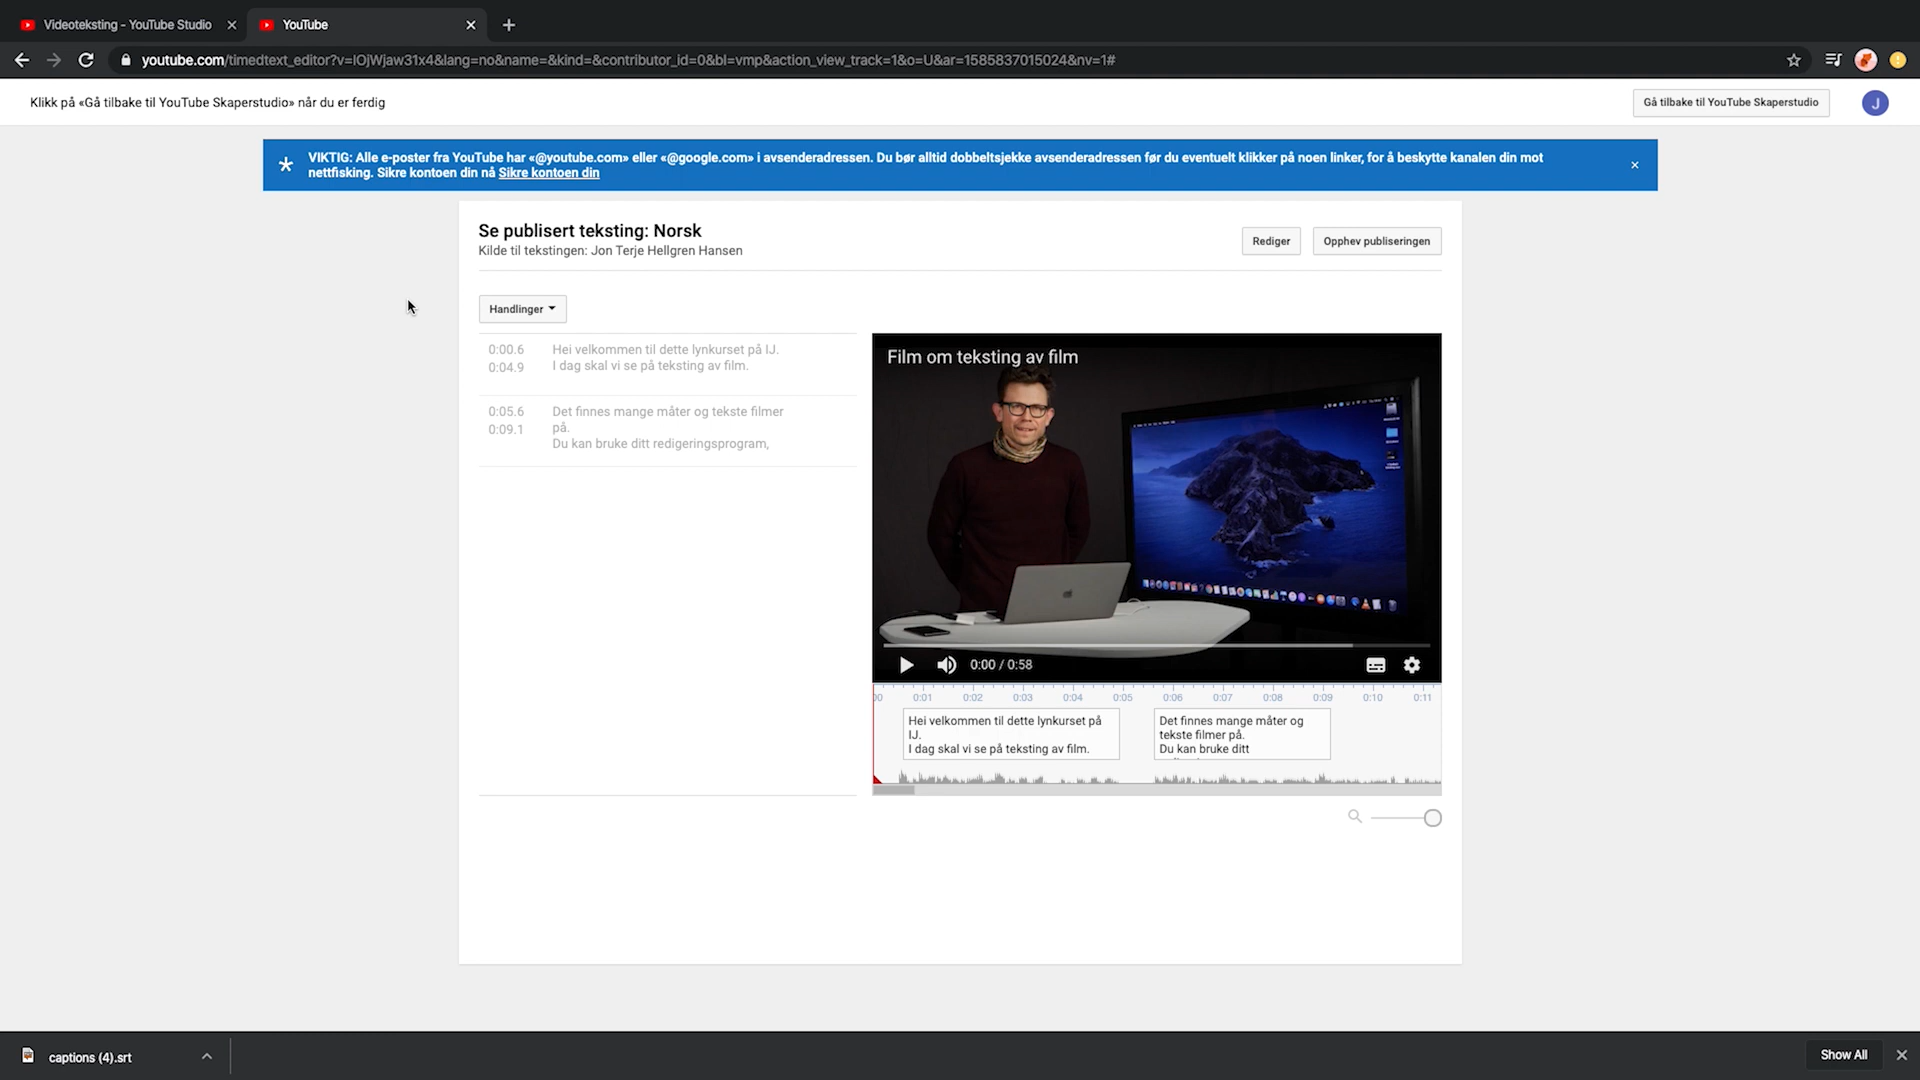 Videoteksting - YouTube Studio
YouTube
youtube.com/timedtext_editor?v=IOjWjaw31x4&lang=no&name=&kind=&contributor_id=0&bl=vmp&action_view_track=1&o=U&ar=1585837015024&nv=1#
Klikk på «Gå tilbake til YouTube Skaperstudio» når du er ferdig
Gå tilbake til YouTube Skaperstudio
J
VIKTIG: Alle e-poster fra YouTube har «@youtube.com» eller «@google.com» i avsenderadressen. Du bør alltid dobbeltsjekke avsenderadressen før du eventuelt klikker på noen linker, for å beskytte kanalen din mot
nettfisking. Sikre kontoen din nå Sikre kontoen din
Se publisert teksting: Norsk
Kilde til tekstingen: Jon Terje Hellgren Hansen
Rediger
Opphev publiseringen
Handlinger
0:00.6 Hei velkommen til dette lynkurset på IJ.
0:04.9 I dag skal vi se på teksting av film.
0:05.6 Det finnes mange måter og tekste filmer
0:09.1 på.
Du kan bruke ditt redigeringsprogram,
Film om teksting av film
0:00 / 0:58
00 0:01 0:02 0:03 0:04 0:05 0:06 0:07 0:08 0:09 0:10 0:11
Hei velkommen til dette lynkurset på
IJ.
I dag skal vi se på teksting av film.
Det finnes mange måter og
tekste filmer på.
Du kan bruke ditt
captions (4).srt
Show All